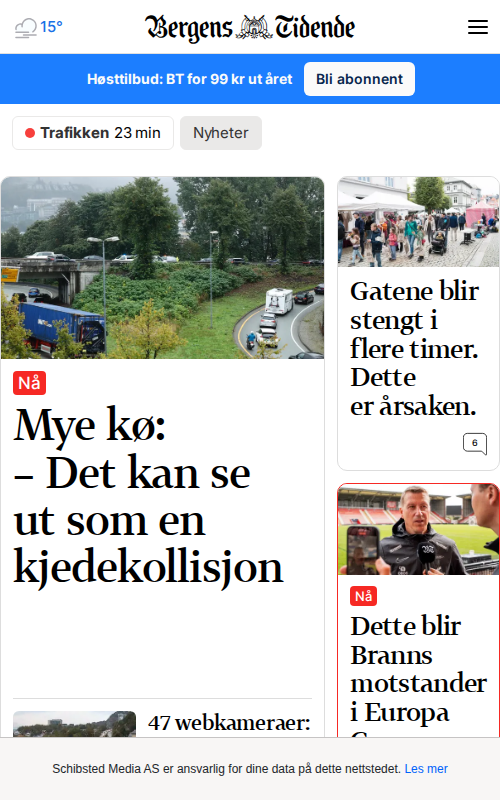 15°
Bergens Tidende
Høsttilbud: BT for 99 kr ut året
Bli abonnent
Trafikken 23 min
Nyheter
Nå
Mye kø:
– Det kan se
ut som en
kjedekollisjon
47 webkameraer:
Gatene blir
stengt i
flere timer.
Dette
er årsaken.
6
Nå
Dette blir
Branns
motstander
i Europa
Schibsted Media AS er ansvarlig for dine data på dette nettstedet. Les mer